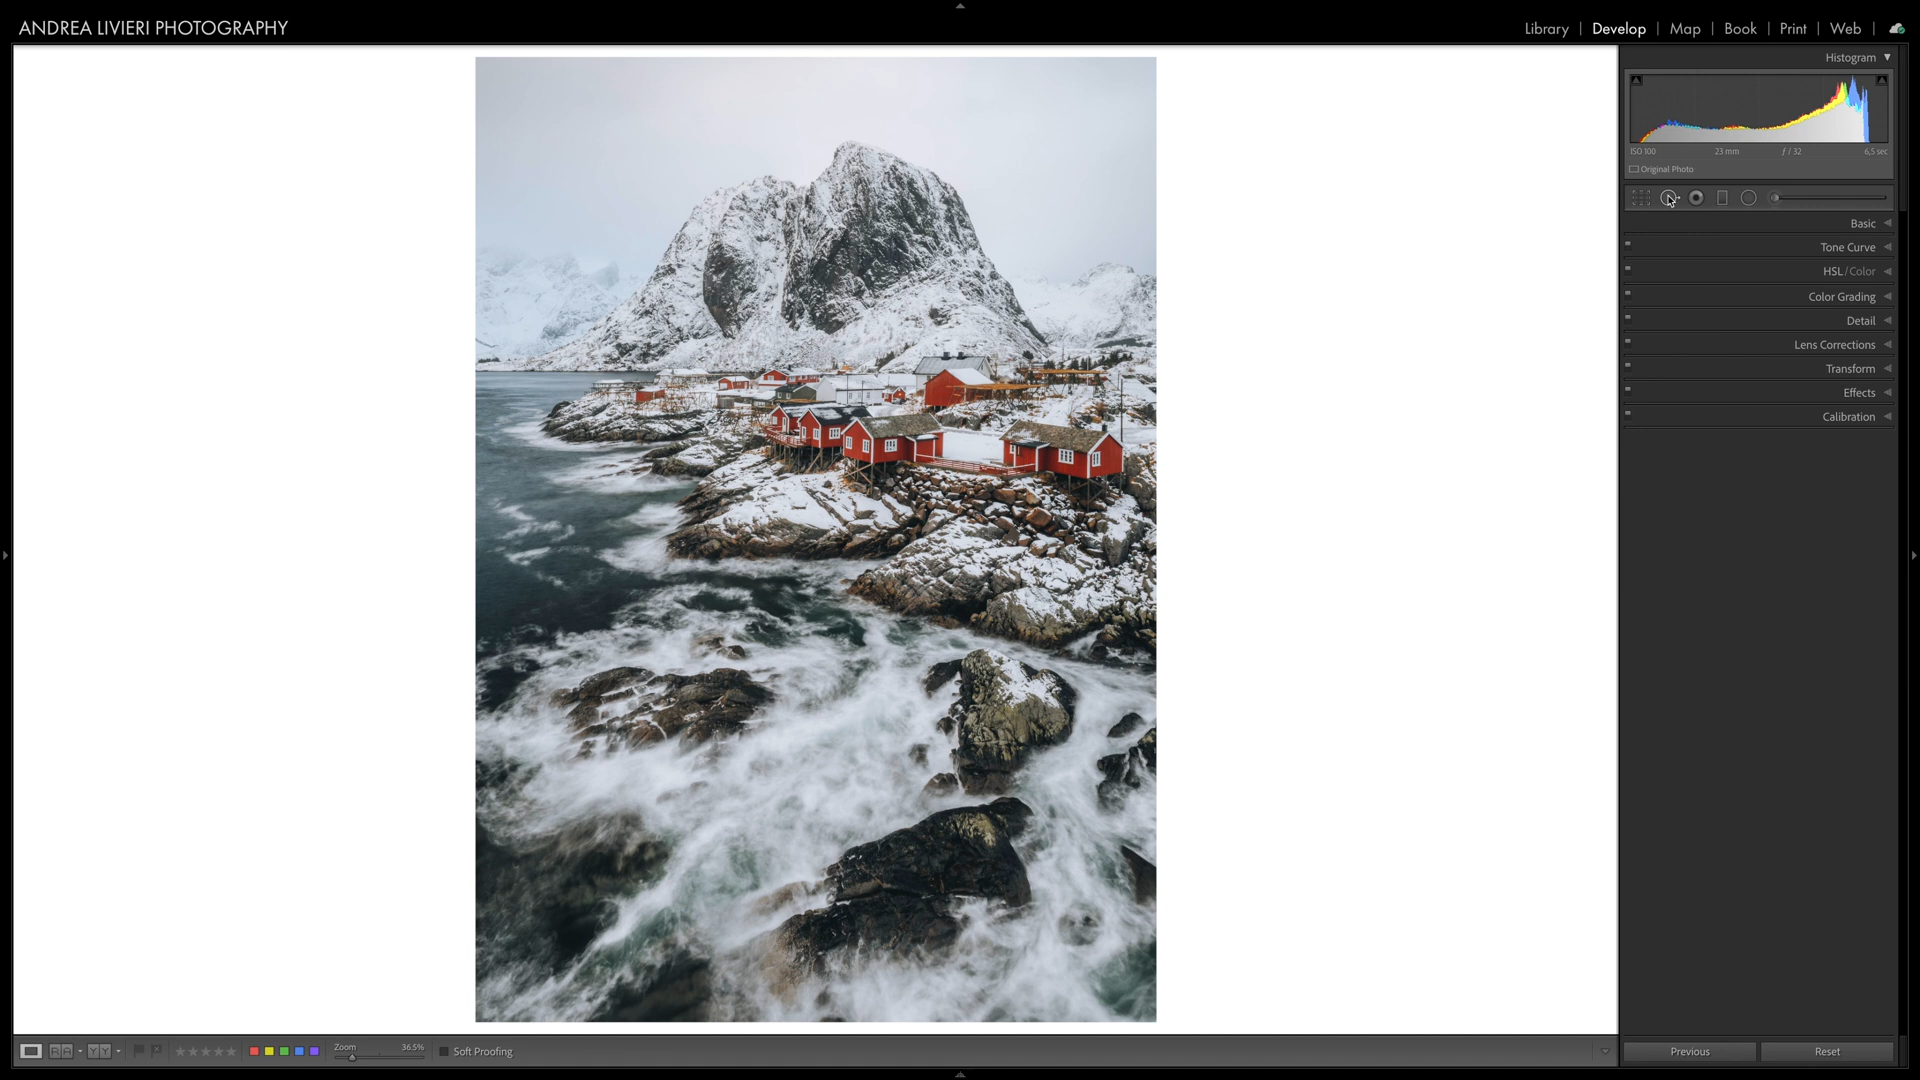 ANDREA LIVIERI PHOTOGRAPHY
Library | Develop | Map | Book | Print | Web |
Histogram
ISO 100 23 mm ƒ / 32 6,5 sec
Original Photo
Basic
Tone Curve
HSL / Color
Color Grading
Detail
Lens Corrections
Transform
Effects
Calibration
R R Y Y Zoom 36.5% Soft Proofing
Previous Reset